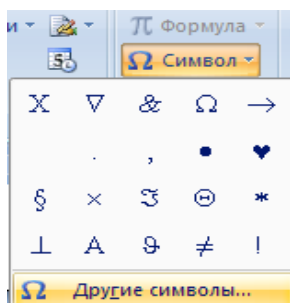 и
π Формула
Ω Символ
Χ ∇ & Ω →
. , • ♥
§ × ℑ Θ *
⊥ Α ϑ ≠ !
Ω Другие символы...